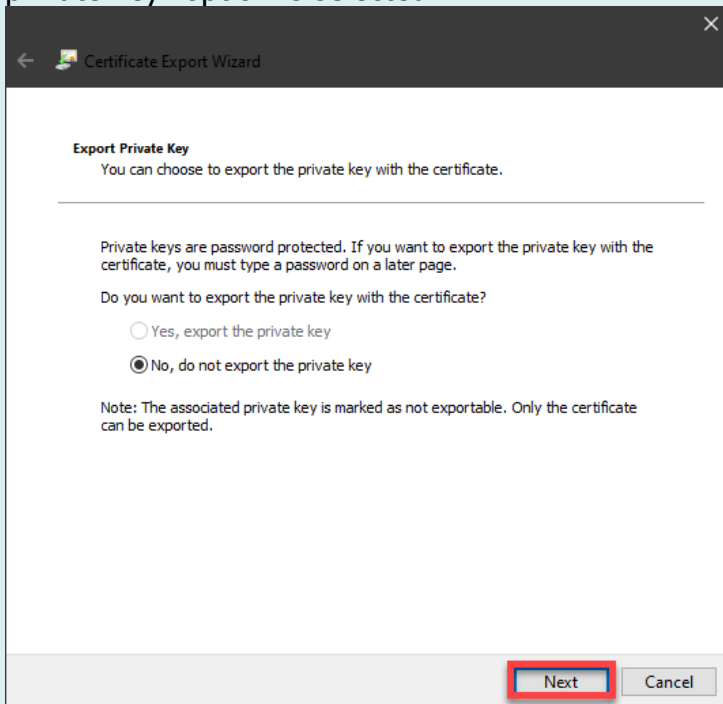 Certificate Export Wizard
Export Private Key
You can choose to export the private key with the certificate.
Private keys are password protected. If you want to export the private key with the
certificate, you must type a password on a later page.
Do you want to export the private key with the certificate?
Yes, export the private key
No, do not export the private key
Note: The associated private key is marked as not exportable. Only the certificate
can be exported.
Next
Cancel